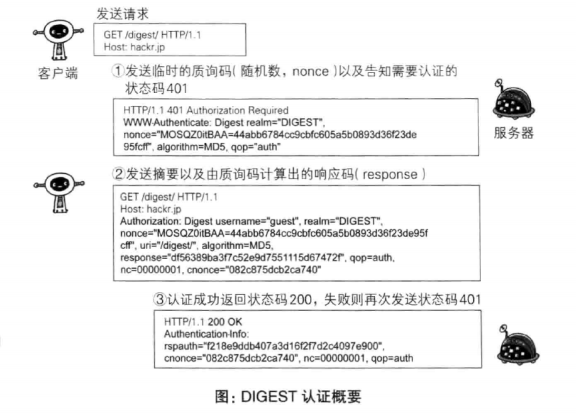 发送请求
GET /digest/ HTTP/1.1
Host: hackr.jp
客户端
①发送临时的质询码(随机数，nonce)以及告知需要认证的
状态码401
HTTP/1.1 401 Authorization Required
WWW-Authenticate: Digest realm="DIGEST",
nonce="MOSQZ0itBAA=44abb6784cc9cbfc605a5b0893d36f23de
95fcff", algorithm=MD5, qop="auth"
服务器
②发送摘要以及由质询码计算出的响应码(response)
GET /digest/ HTTP/1.1
Host: hackr.jp
Authorization: Digest username="guest", realm="DIGEST",
nonce="MOSQZ0itBAA=44abb6784cc9cbfc605a5b0893d36f23de95f
cff", uri="/digest/", algorithm=MD5,
response="df56389ba3f7c52e9d7551115d67472f", qop=auth,
nc=00000001, cnonce="082c875dcb2ca740"
③认证成功返回状态码200，失败则再次发送状态码401
HTTP/1.1 200 OK
Authentication-Info:
rspauth="f218e9ddb407a3d16f2f7d2c4097e900",
cnonce="082c875dcb2ca740", nc=00000001, qop=auth
图：DIGEST 认证概要